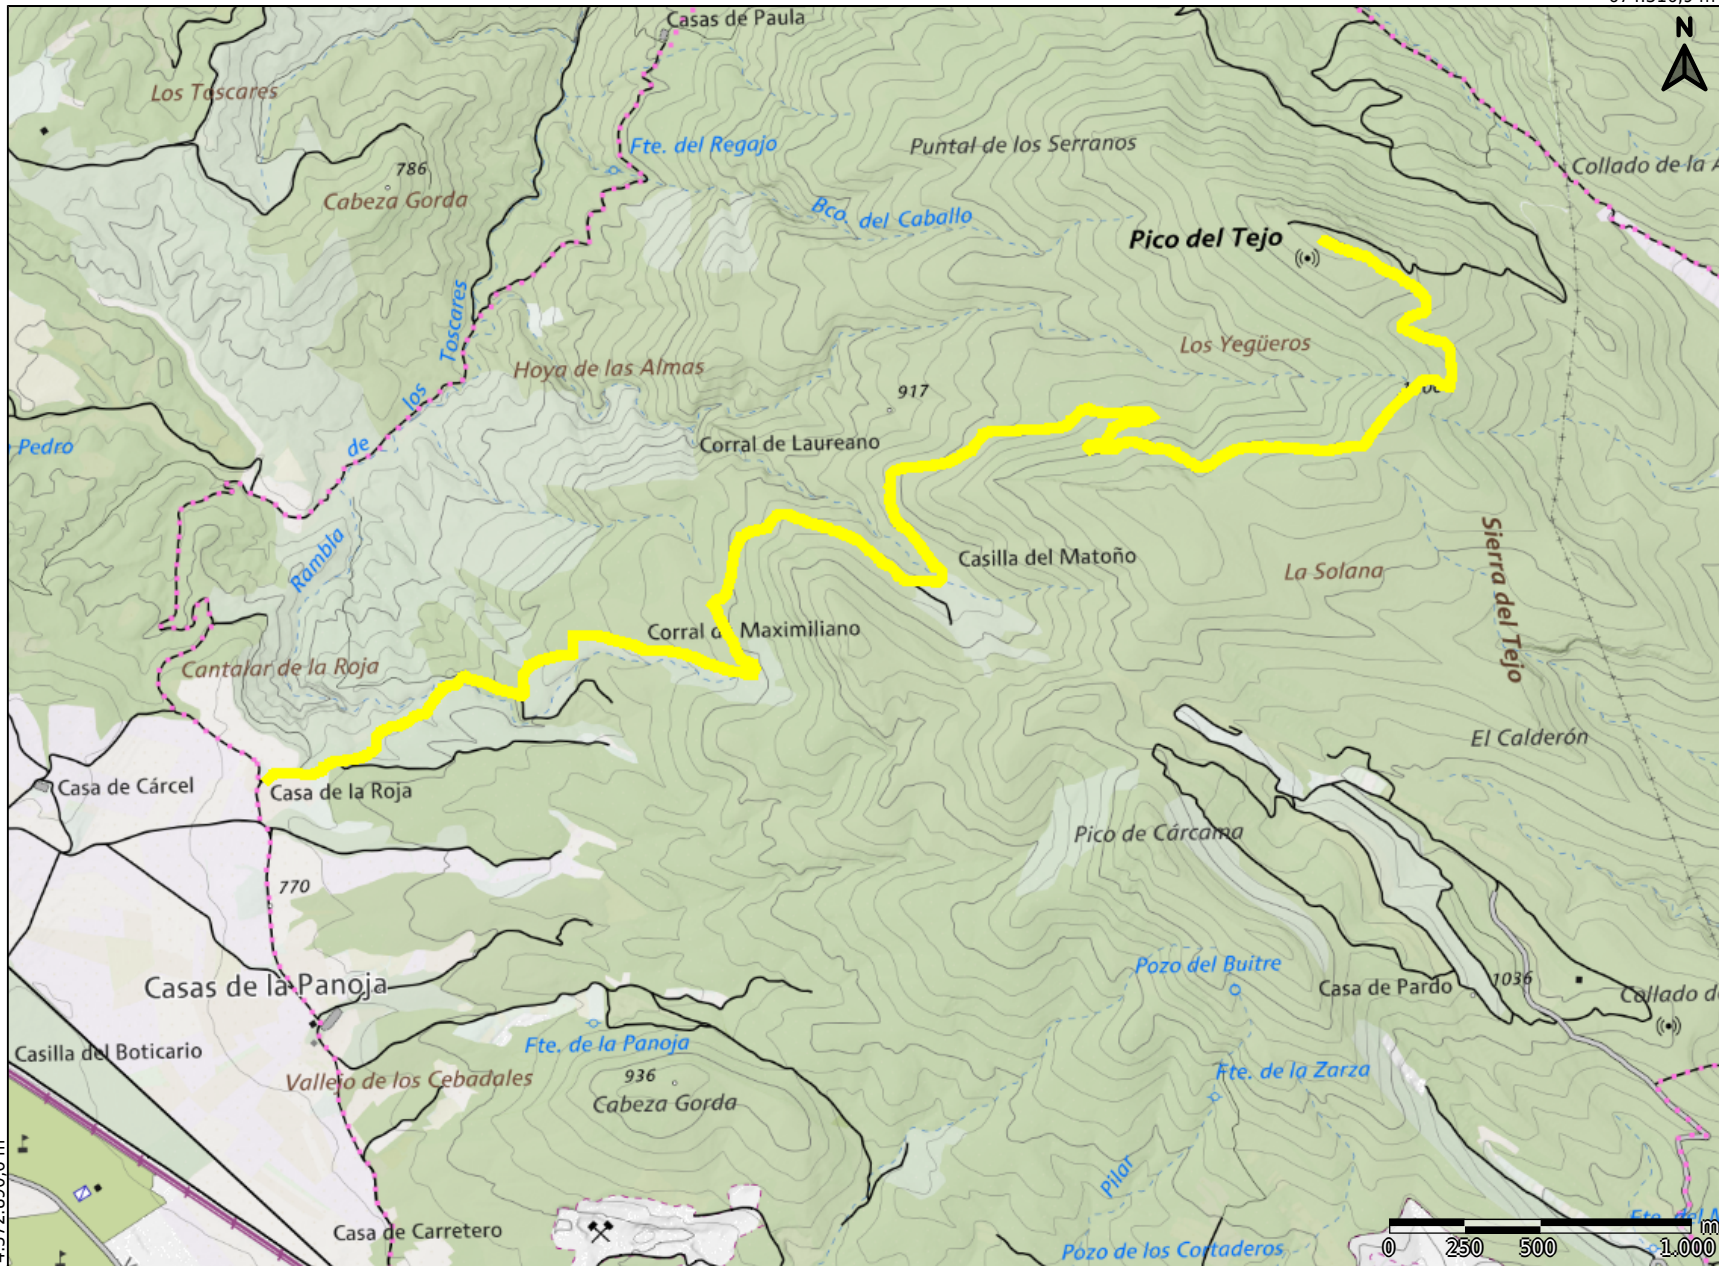 Casas de Paula
N
Los Toscares
Fte. del Regajo
Puntal de los Serranos
Collado de la
786
Cabeza Gorda
Bco. del Caballo
Pico del Tejo
Toscares
los
de
Rambla
Los Yegüeros
Hoya de las Almas
917
Pedro
Corral de Laureano
Casilla del Matoño
La Solana
Sierra del Tejo
Corral de Maximiliano
Cantalar de la Roja
El Calderón
Casa de Cárcel
Casa de la Roja
Pico de Cárcama
770
Casas de la Panoja
Pozo del Buitre
Casa de Pardo
1036
Collado
Casilla del Boticario
Fte. de la Panoja
Fte. de la Zarza
Vallejo de los Cebadales
936
Cabeza Gorda
Pilar
Casa de Carretero
Fte. del
Pozo de los Cortaderos
m
0 250 500 1.000